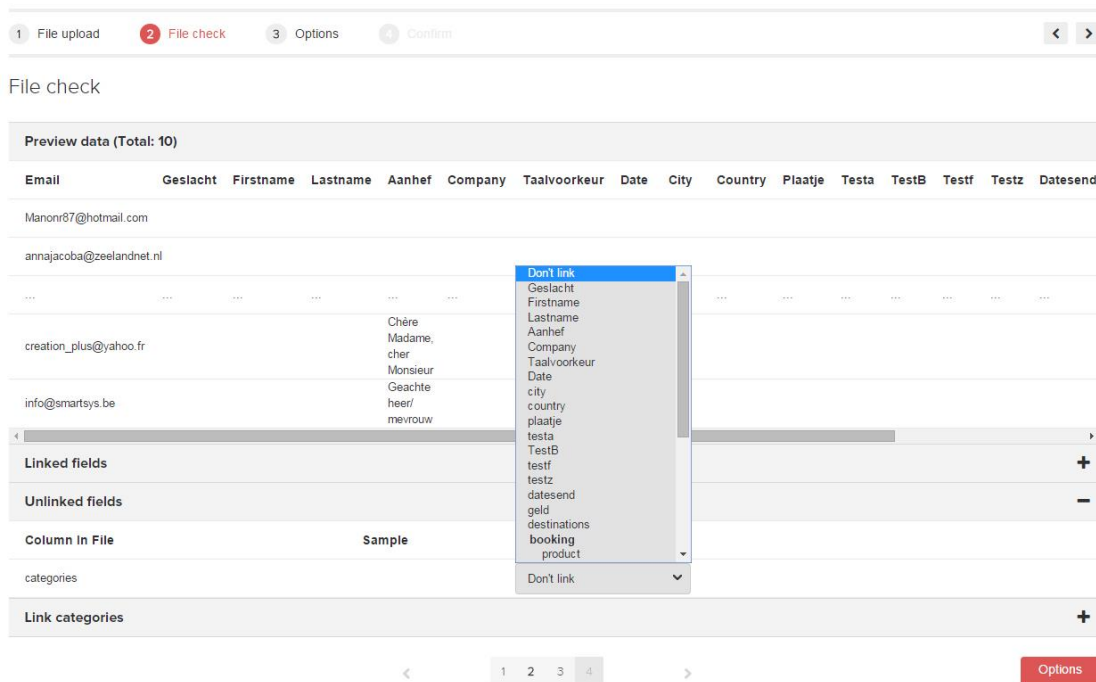 1 File upload 2 File check 3 Options 4 Confirm
File check
Preview data (Total: 10)
Email Geslacht Firstname Lastname Aanhef Company Taalvoorkeur Date City Country Plaatje Testa TestB Testf Testz Datesend
Manonr87@hotmail.com
annajacoba@zeelandnet.nl
... ... ... ... ... ... ... ... ... ... ... ...
creation_plus@yahoo.fr
Chère
Madame,
cher
Monsieur
info@smartsys.be
Geachte
heer/
mevrouw
Don't link
Geslacht
Firstname
Lastname
Aanhef
Company
Taalvoorkeur
Date
city
country
plaatje
testa
TestB
testf
testz
datesend
geld
destinations
booking
product
Linked fields
Unlinked fields
Column In File Sample
categories Don't link
Link categories
1 2 3 4
Options